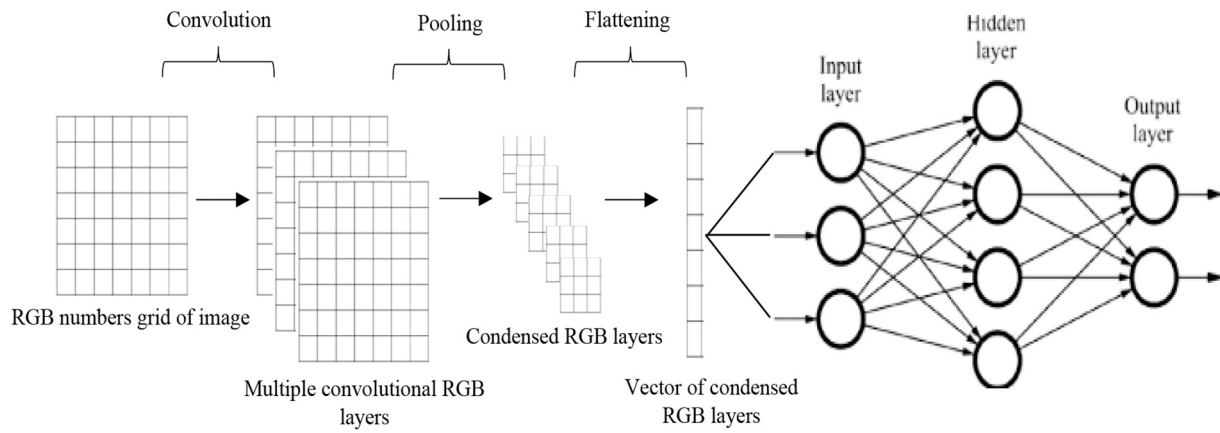 Convolution
Pooling
Flattening
Hidden
layer
Input
layer
Output
layer
RGB numbers grid of image
Condensed RGB layers
Multiple convolutional RGB
layers
Vector of condensed
RGB layers